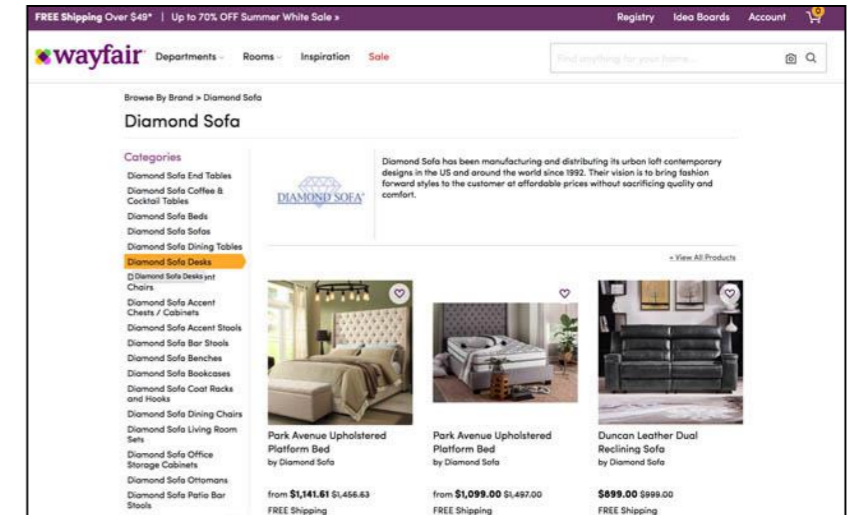 FREE Shipping Over $49* | Up to 70% OFF Summer White Sale »
Registry Idea Boards Account 0
wayfair Departments Rooms Inspiration Sale
Find anything for your home...
Browse By Brand > Diamond Sofa
Diamond Sofa
Categories
Diamond Sofa End Tables
Diamond Sofa Coffee &
Cocktail Tables
Diamond Sofa Beds
Diamond Sofa Sofas
Diamond Sofa Dining Tables
Diamond Sofa Desks
Diamond Sofa Desks
Chairs
Diamond Sofa Accent
Chests / Cabinets
Diamond Sofa Accent Stools
Diamond Sofa Bar Stools
Diamond Sofa Benches
Diamond Sofa Bookcases
Diamond Sofa Coat Racks
and Hooks
Diamond Sofa Dining Chairs
Diamond Sofa Living Room
Sets
Diamond Sofa Office
Storage Cabinets
Diamond Sofa Ottomans
Diamond Sofa Patio Bar
Stools
DIAMOND SOFA
Diamond Sofa has been manufacturing and distributing its urban loft contemporary
designs in the US and around the world since 1992. Their vision is to bring fashion
forward styles to the customer at affordable prices without sacrificing quality and
comfort.
+ View All Products
Park Avenue Upholstered
Platform Bed
by Diamond Sofa
from $1,141.61 $1,456.63
FREE Shipping
Park Avenue Upholstered
Platform Bed
by Diamond Sofa
from $1,099.00 $1,497.00
FREE Shipping
Duncan Leather Dual
Reclining Sofa
by Diamond Sofa
$899.00 $999.00
FREE Shipping